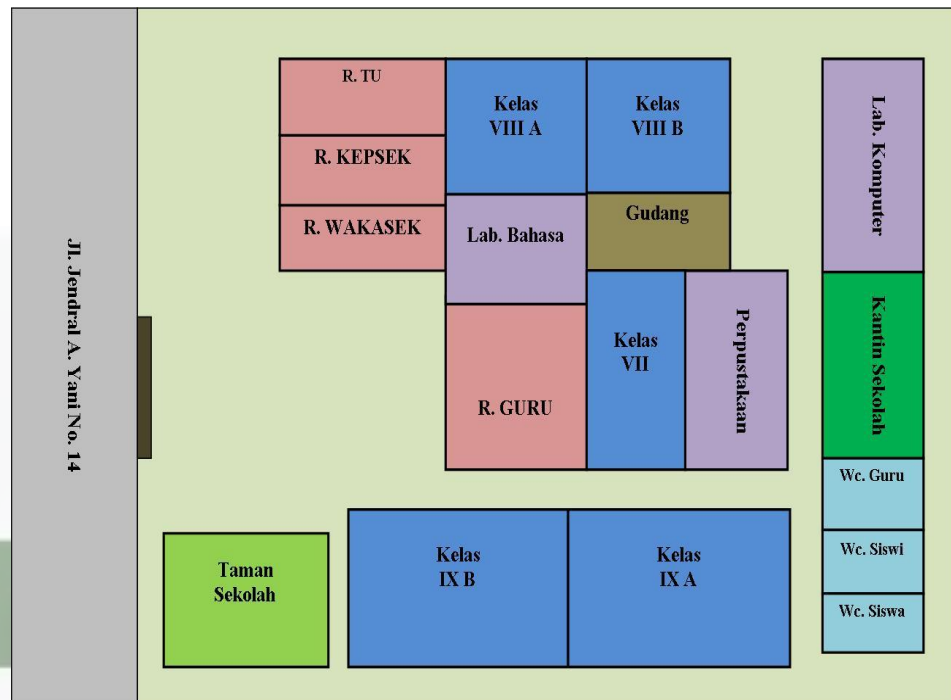 Jl. Jendral A. Yani No. 14
R. TU
R. KEPSEK
R. WAKASEK
Kelas
VIII A
Kelas
VIII B
Lab. Bahasa
Gudang
R. GURU
Kelas
VII
Perpustakaan
Lab. Komputer
Kantin Sekolah
Wc. Guru
Wc. Siswi
Wc. Siswa
Taman
Sekolah
Kelas
IX B
Kelas
IX A